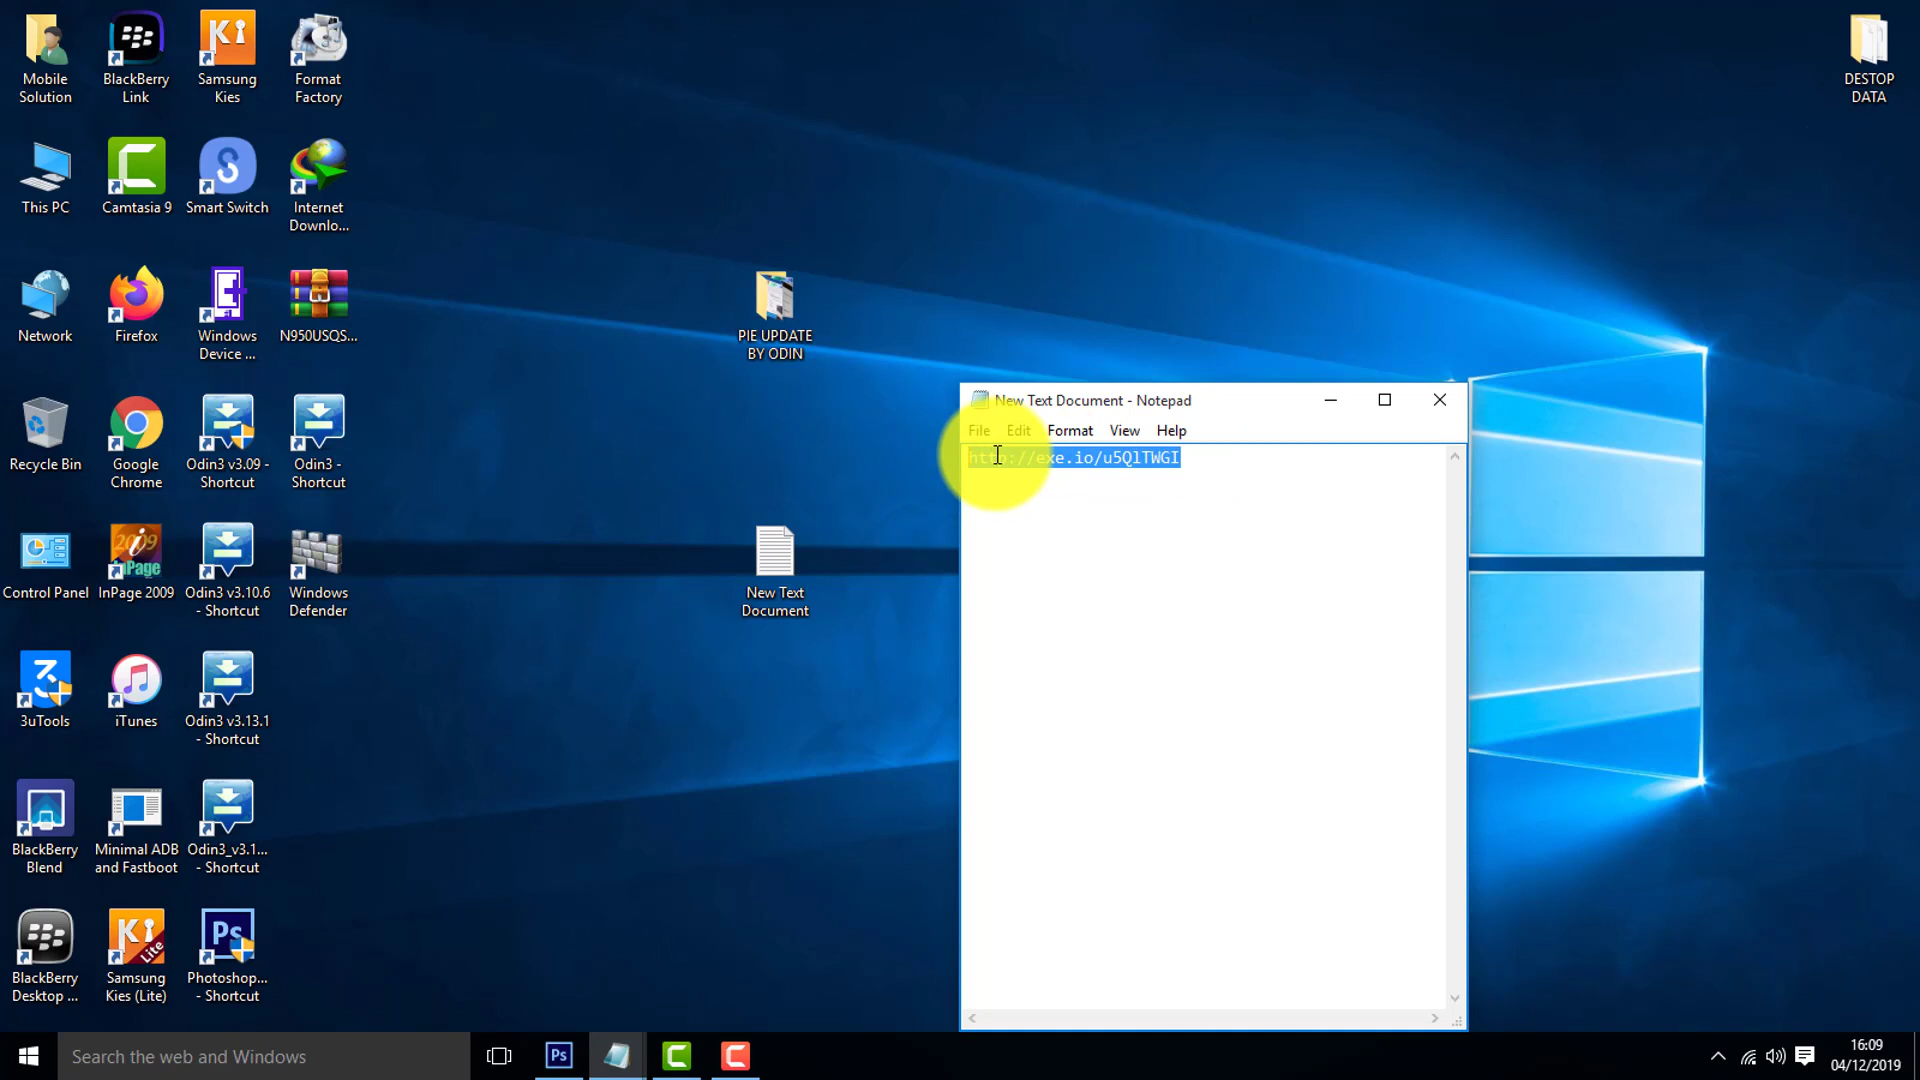 Mobile
Solution
BlackBerry
Link
Samsung
Kies
Format
Factory
DESTOP
DATA
This PC
Camtasia 9
Smart Switch
Internet
Downlo...
Network
Firefox
Windows
Device ...
N950USQS...
PIE UPDATE
BY ODIN
New Text Document - Notepad
File Edit Format View Help
http://exe.io/u5QlTWGI
Recycle Bin
Google
Chrome
Odin3 v3.09 -
Shortcut
Odin3 -
Shortcut
Control Panel
2009
InPage
InPage 2009
Odin3 v3.10.6
- Shortcut
Windows
Defender
New Text
Document
3uTools
iTunes
Odin3 v3.13.1
- Shortcut
BlackBerry
Blend
Minimal ADB
and Fastboot
Odin3_v3.1...
- Shortcut
BlackBerry
Desktop ...
Lite
Samsung
Kies (Lite)
Ps
Photoshop...
- Shortcut
Search the web and Windows
Ps
16:09
04/12/2019